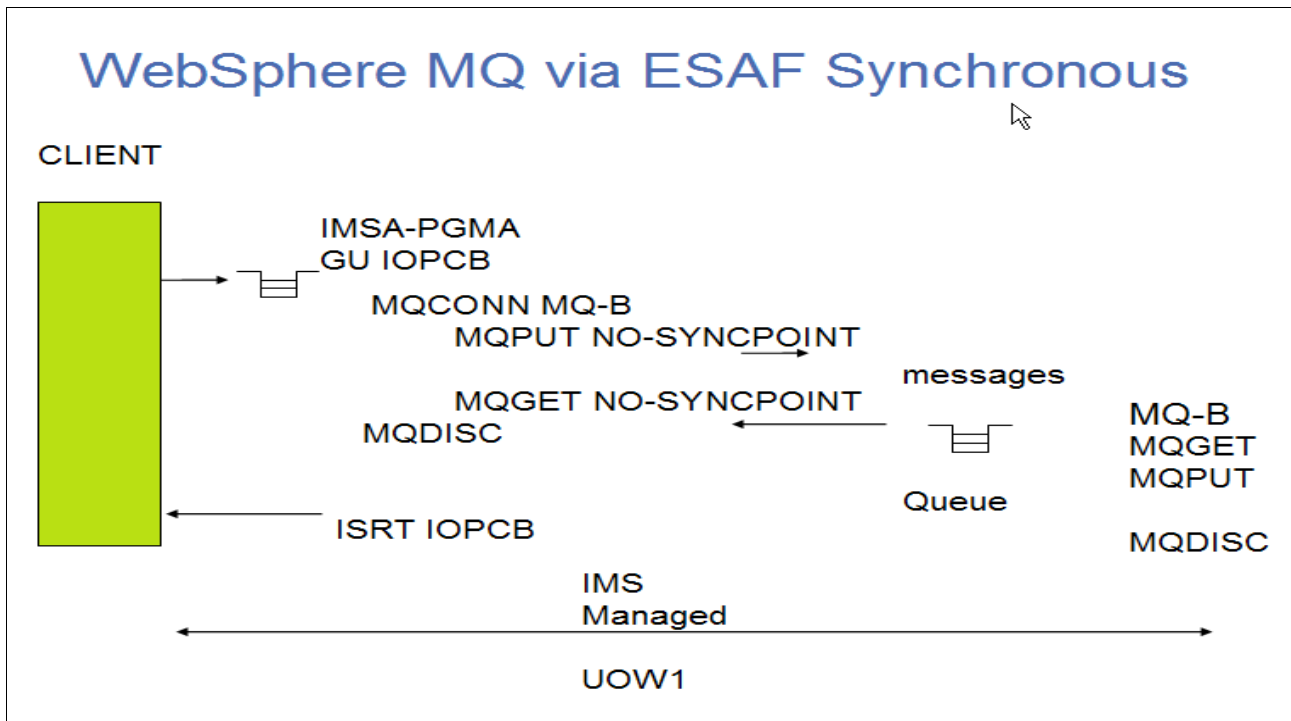 WebSphere MQ via ESAF Synchronous
CLIENT
IMSA-PGMA
GU IOPCB
MQCONN MQ-B
MQPUT NO-SYNCPOINT
messages
MQGET NO-SYNCPOINT
MQDISC
MQ-B
MQGET
MQPUT
Queue
ISRT IOPCB
MQDISC
IMS
Managed
UOW1